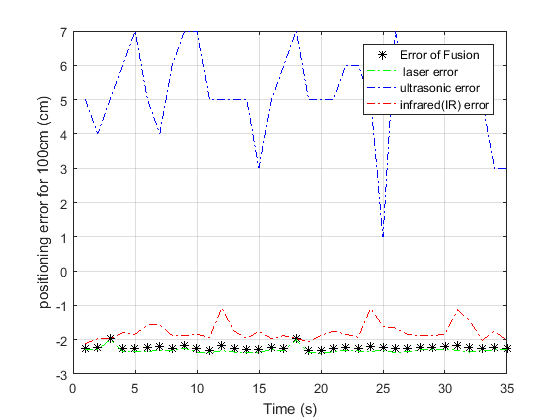 7
6
5
4
3
2
1
0
-1
-2
-3
positioning error for 100cm (cm)
Error of Fusion
laser error
ultrasonic error
infrared(IR) error
0 5 10 15 20 25 30 35
Time (s)